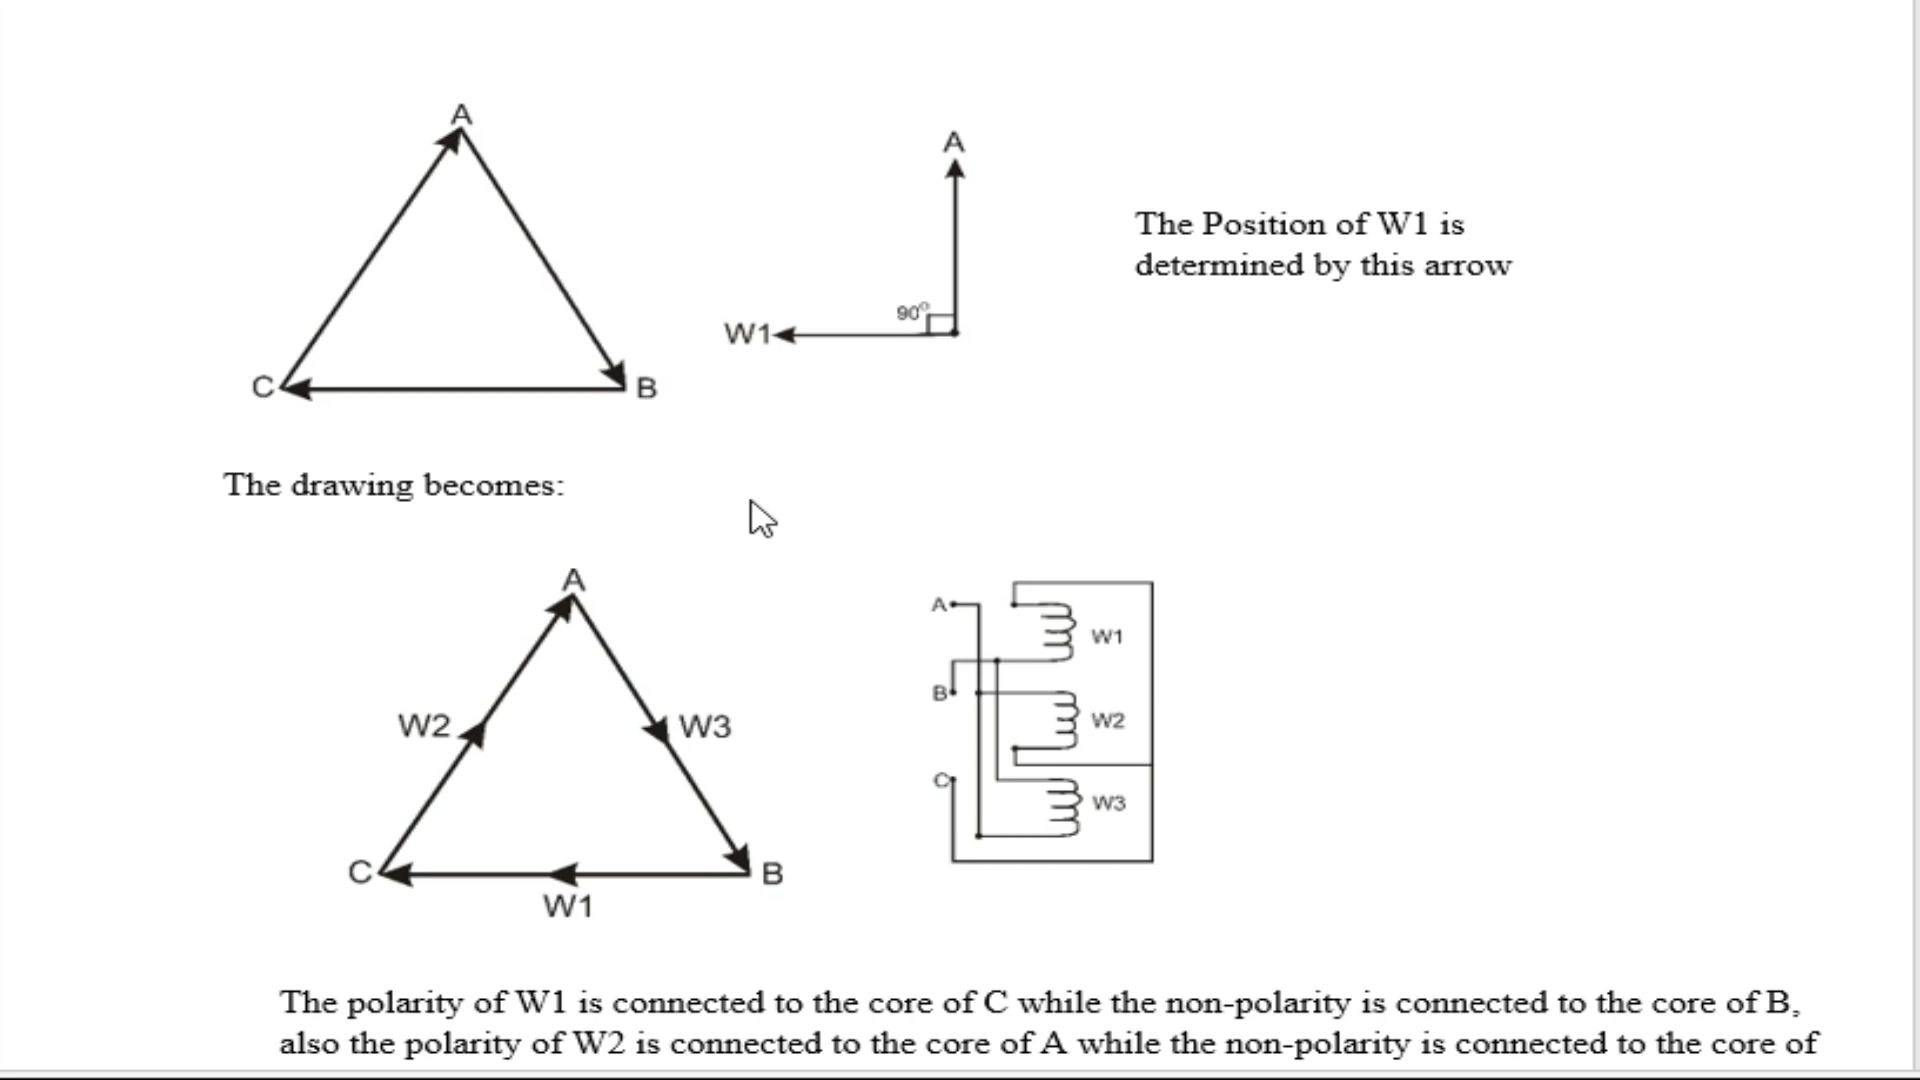 A
C
B
A
90°
W1
The Position of W1 is
determined by this arrow
The drawing becomes:
A
W2
W3
C
B
W1
A
B
C
W1
W2
W3
The polarity of W1 is connected to the core of C while the non-polarity is connected to the core of B,
also the polarity of W2 is connected to the core of A while the non-polarity is connected to the core of